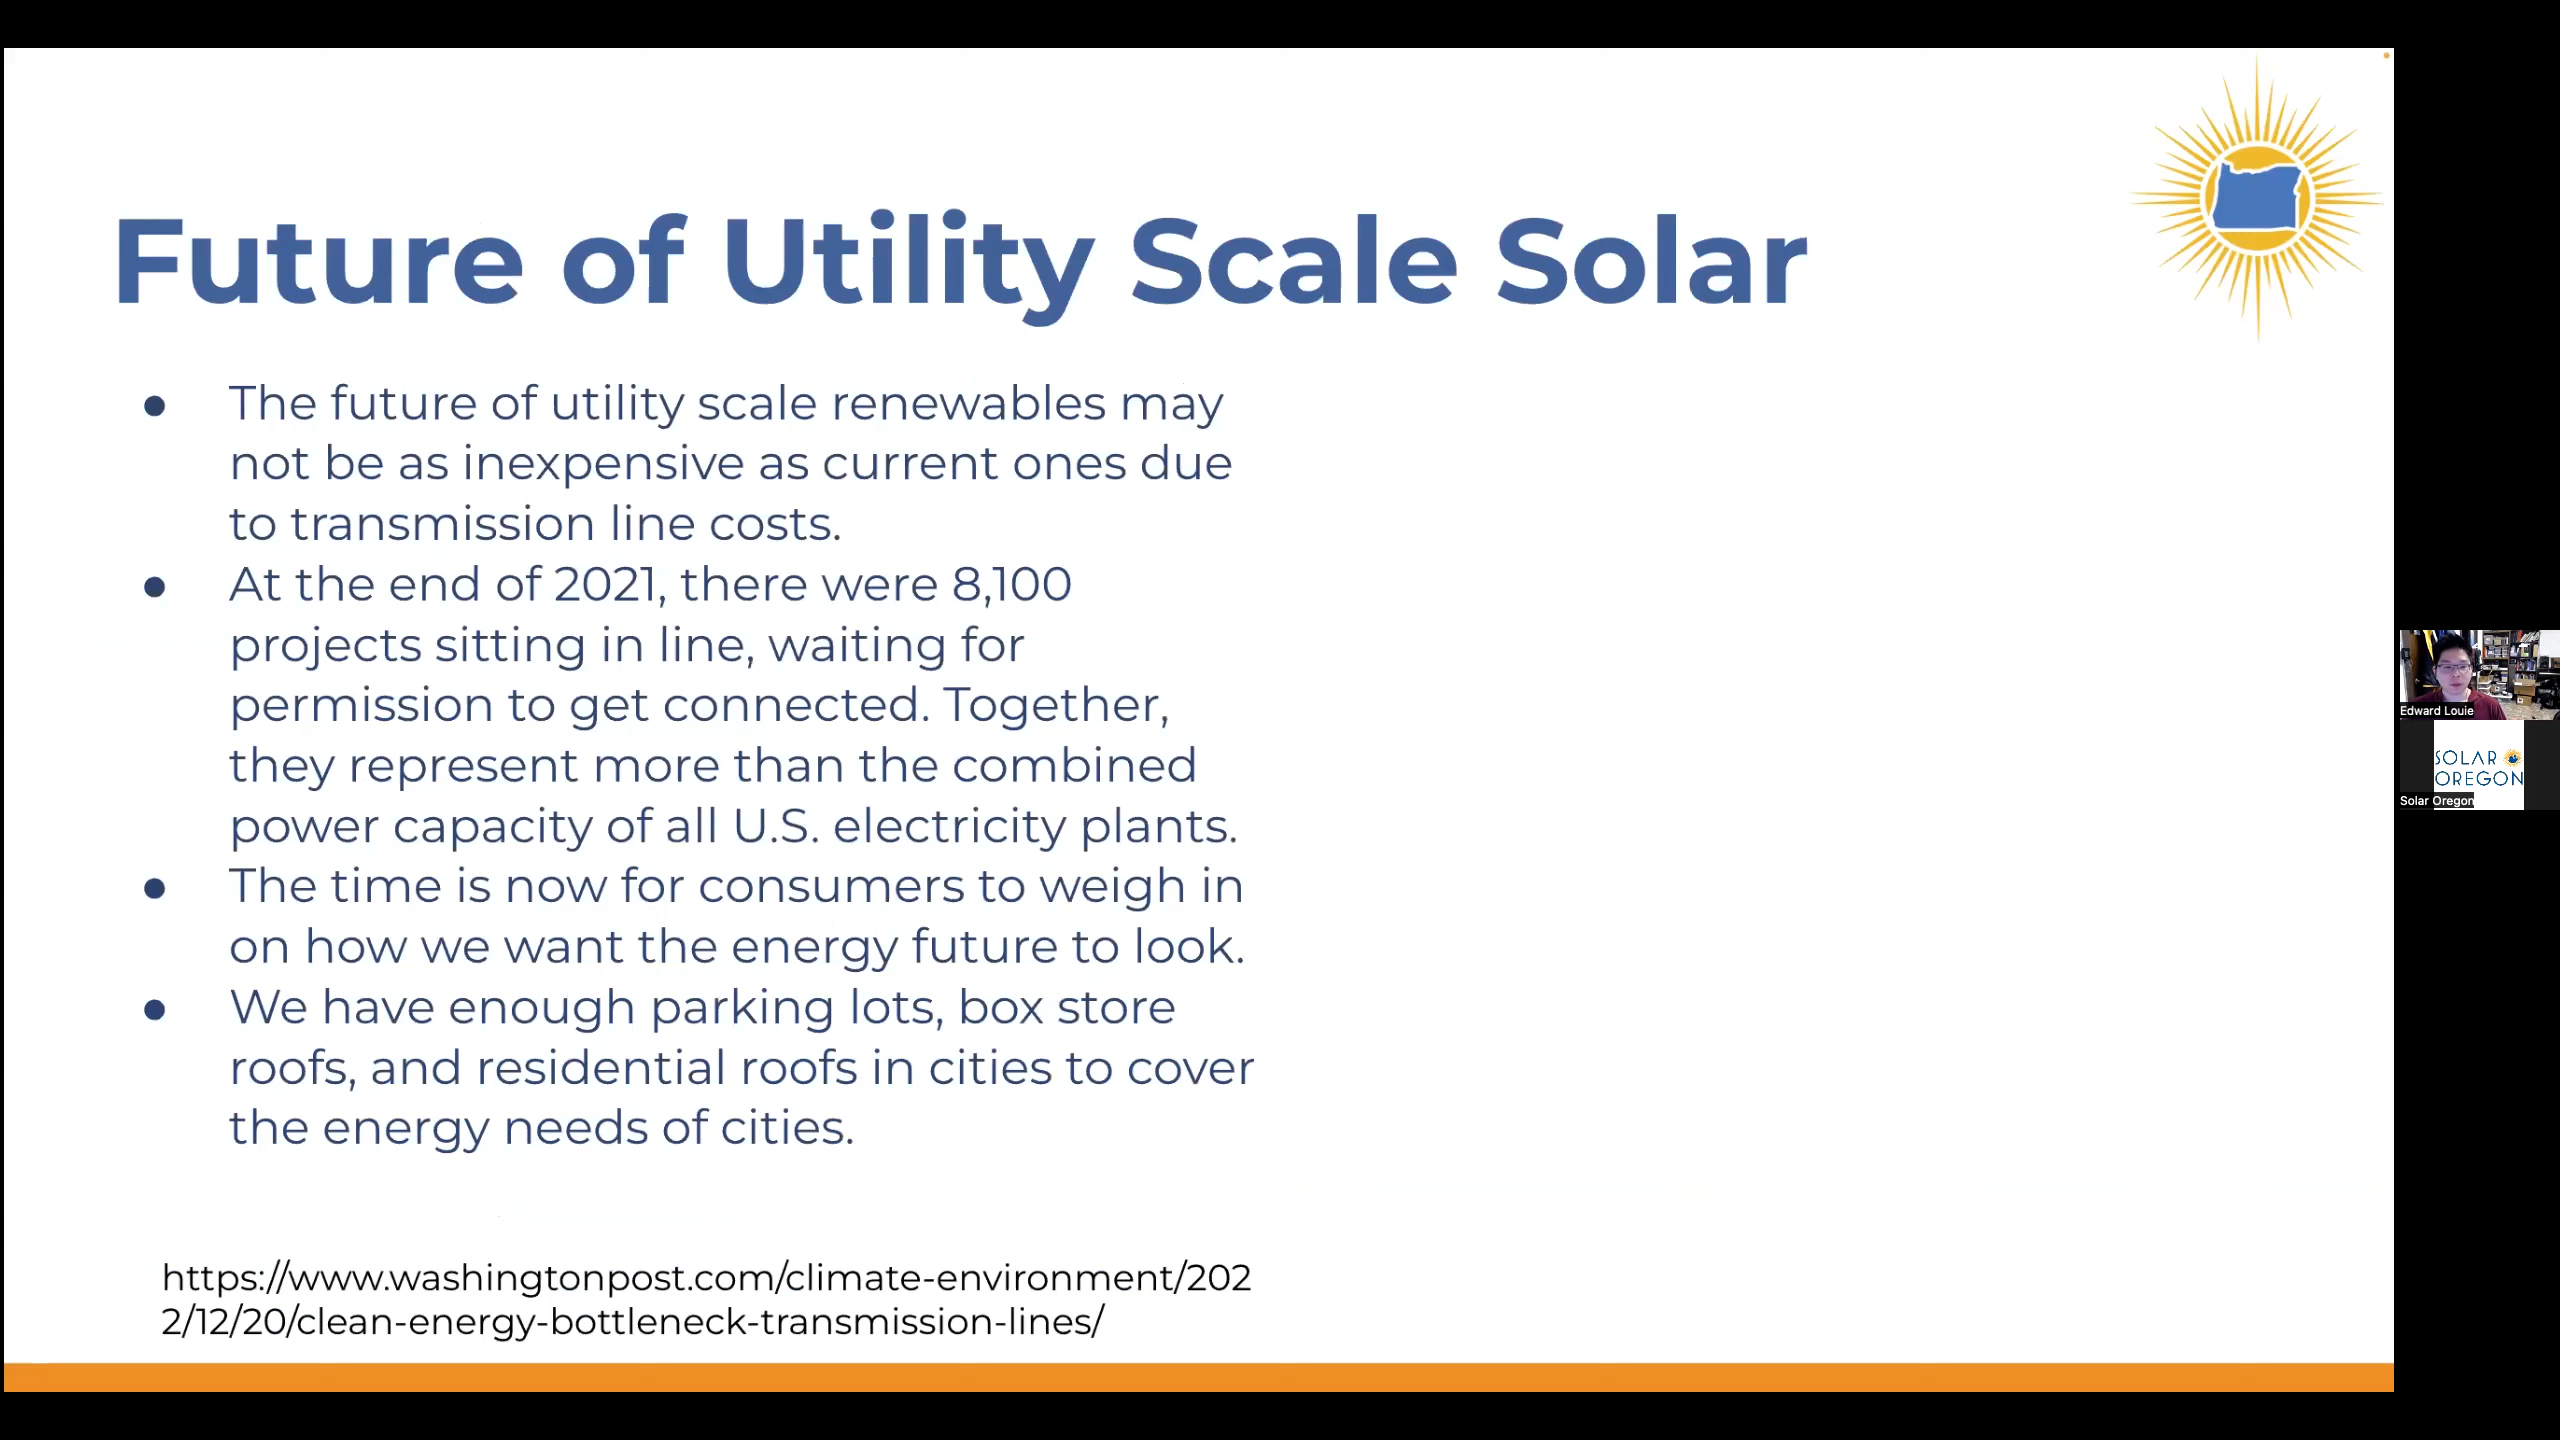 Future of Utility Scale Solar
● The future of utility scale renewables may
not be as inexpensive as current ones due
to transmission line costs.
● At the end of 2021, there were 8,100
projects sitting in line, waiting for
permission to get connected. Together,
they represent more than the combined
power capacity of all U.S. electricity plants.
● The time is now for consumers to weigh in
on how we want the energy future to look.
● We have enough parking lots, box store
roofs, and residential roofs in cities to cover
the energy needs of cities.
https://www.washingtonpost.com/climate-environment/202
2/12/20/clean-energy-bottleneck-transmission-lines/
Edward Louie
SOLAR
OREGON
Solar Oregon